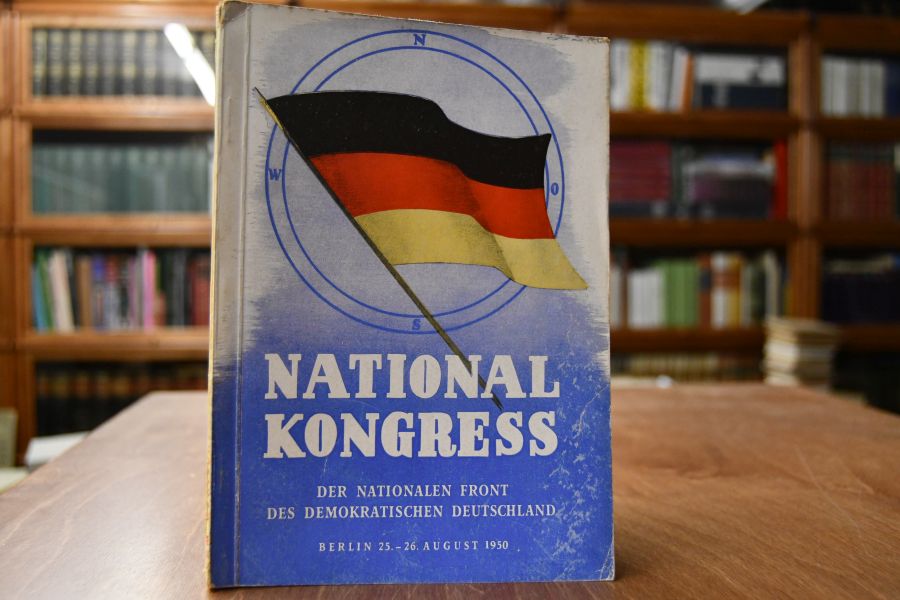 N
W
O
S
NATIONAL
KONGRESS
DER NATIONALEN FRONT
DES DEMOKRATISCHEN DEUTSCHLAND
BERLIN 25.–26. AUGUST 1950